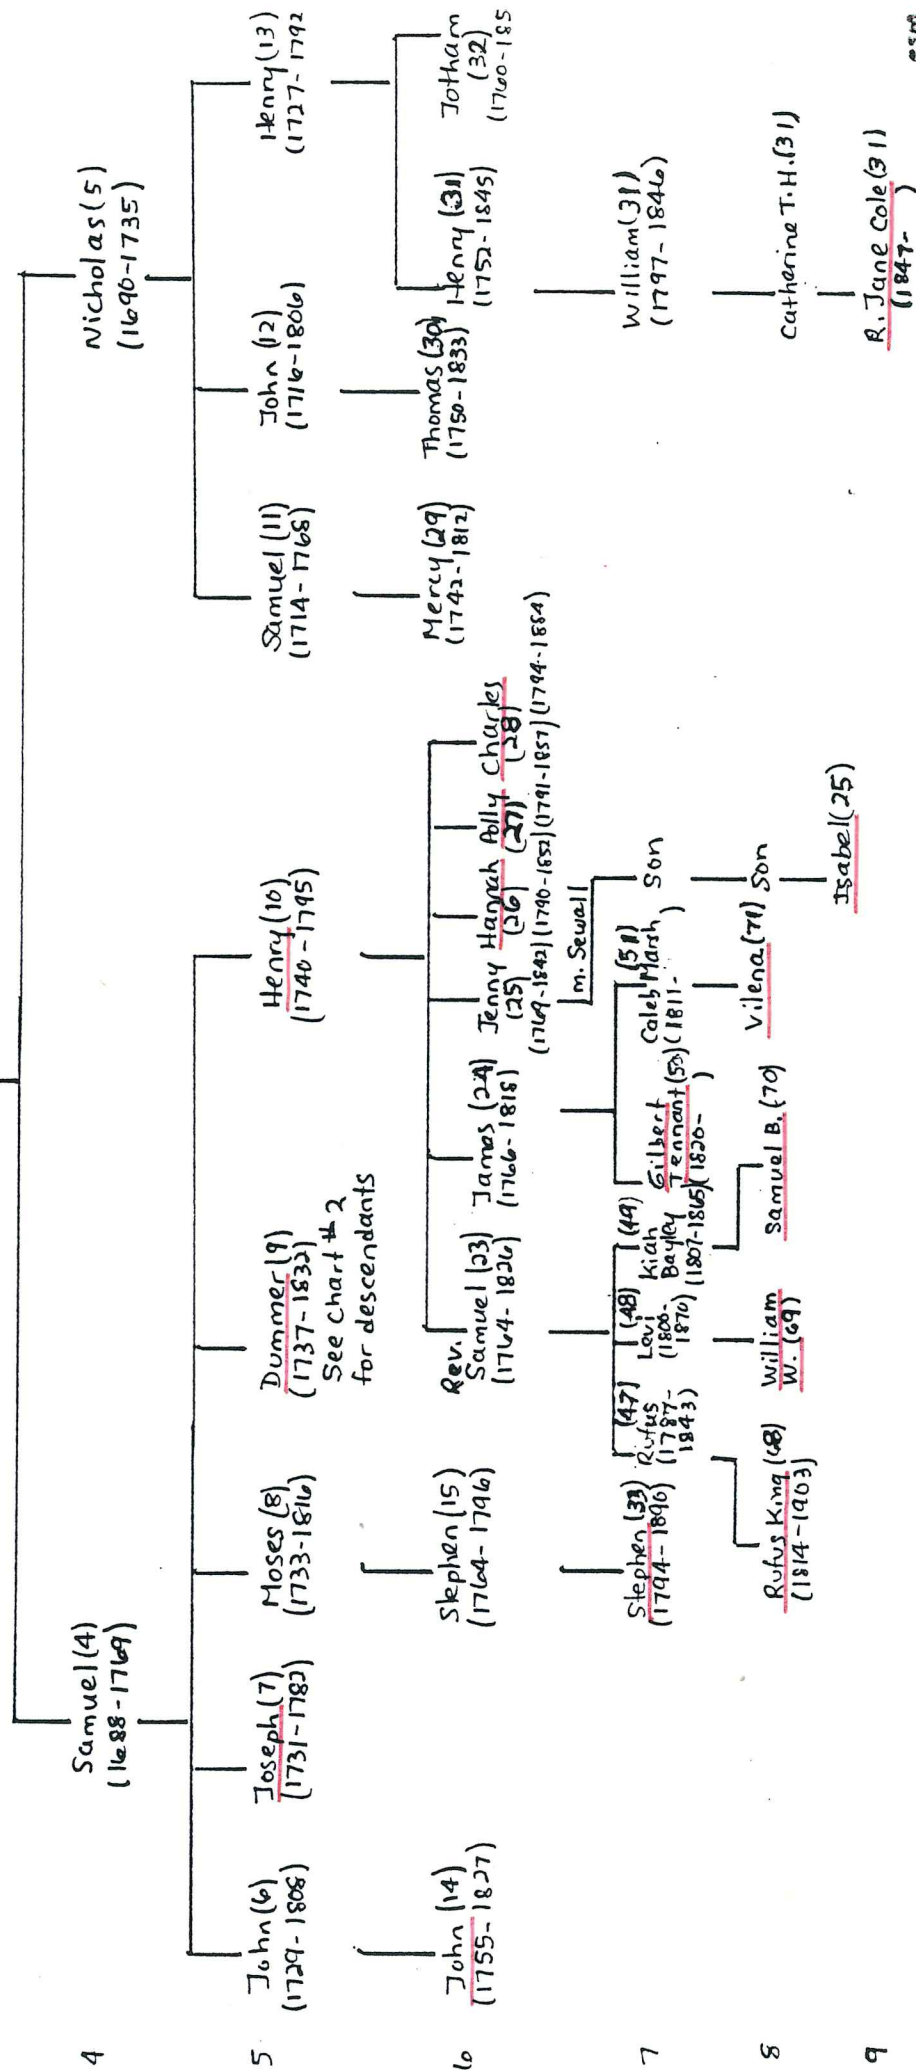 4
Samuel (4)
(1688-1769)
Nicholas (5)
(1690-1735)
5
John (6)
(1729-1808)
Joseph (7)
(1731-1782)
Moses (8)
(1733-1816)
Dummer (9)
(1737-1832)
See chart #2
for descendants
Henry (10)
(1740-1795)
Samuel (11)
(1714-1768)
John (12)
(1716-1806)
Henry (13)
(1727-1792
6
John (14)
(1755-1827)
Stephen (15)
(1764-1796)
Rev.
Samuel (23)
(1764-1826)
James (24)
(1766-1818)
Jenny
(25)
(1769-1842)
Hannah
(26)
(1790-1852)
Polly
(27)
(1791-1857)
Charles
(28)
(1794-1884)
Mercy (29)
(1742-1812)
Thomas (30)
(1750-1833)
Henry (31)
(1752-1845)
Jotham
(32)
(1760-185
m. Sewall
7
Stephen (33)
(1794-1890)
(47)
Rufus
(1787-
1843)
(48)
Levi
(1800-
1870)
(49)
Kiah
Bayley
(1807-1865)
Gilbert
Tennant (50)
(1820- )
(51)
Caleb Marsh
(1811- )
Son
William (31)
(1797-1846)
8
Rufus King (68)
(1814-1903)
William
W. (69)
Samuel B. (70)
Vilena (71)
Son
Catherine T.H. (31)
9
Isabel (25)
R. Jane Cole (31)
(1847- )